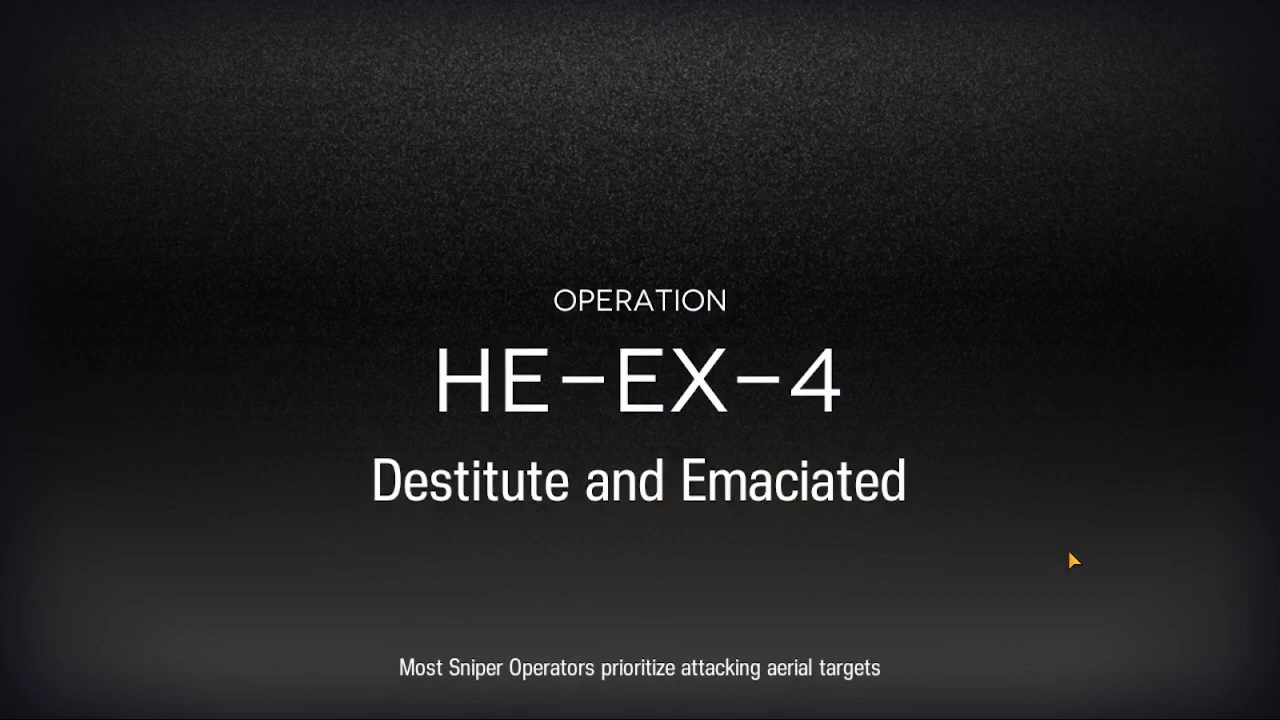 OPERATION
HE-EX-4
Destitute and Emaciated
Most Sniper Operators prioritize attacking aerial targets